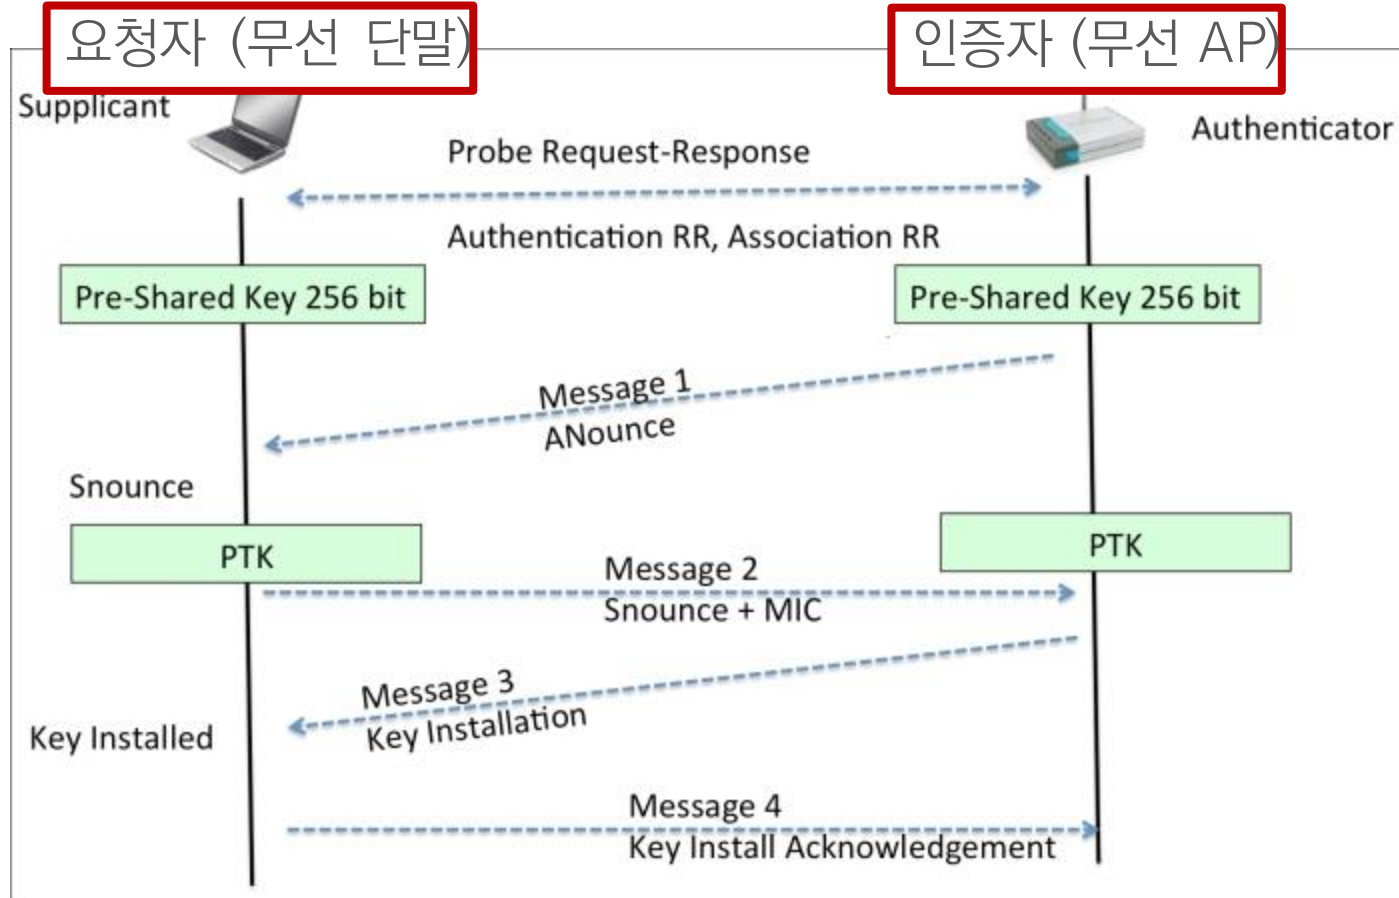 요청자 (무선 단말)
인증자 (무선 AP)
Supplicant
Authenticator
Probe Request-Response
Authentication RR, Association RR
Pre-Shared Key 256 bit
Pre-Shared Key 256 bit
Message 1
ANounce
Snounce
PTK
PTK
Message 2
Snounce + MIC
Message 3
Key Installation
Key Installed
Message 4
Key Install Acknowledgement